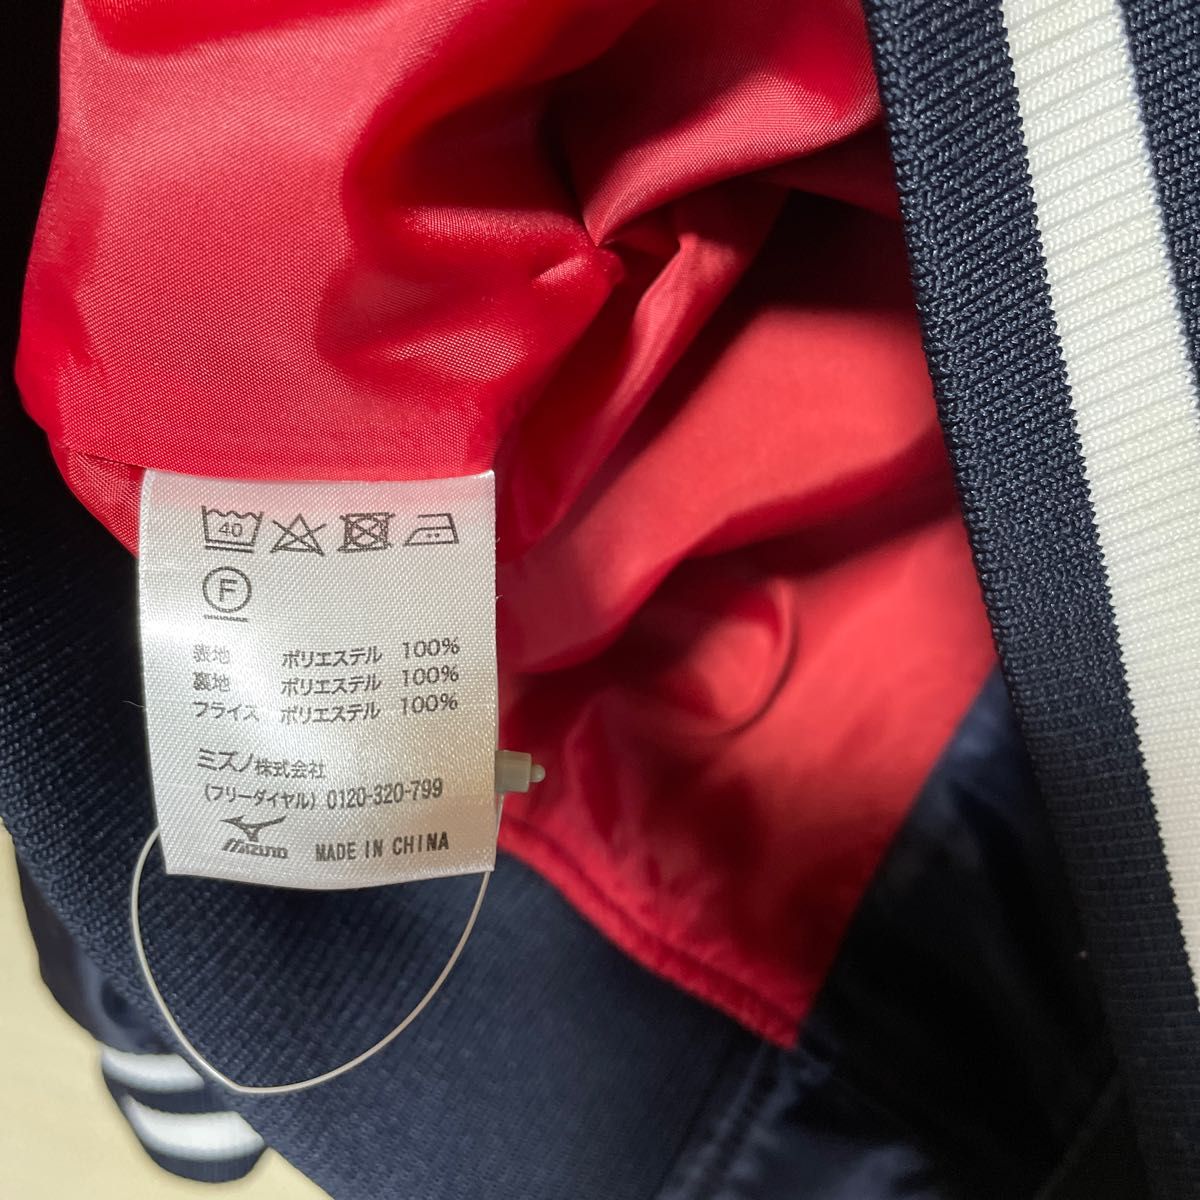 40
F
表地 ポリエステル 100%
裏地 ポリエステル 100%
フライス ポリエステル 100%
ミズノ株式会社
(フリーダイヤル) 0120-320-799
Mizuno MADE IN CHINA